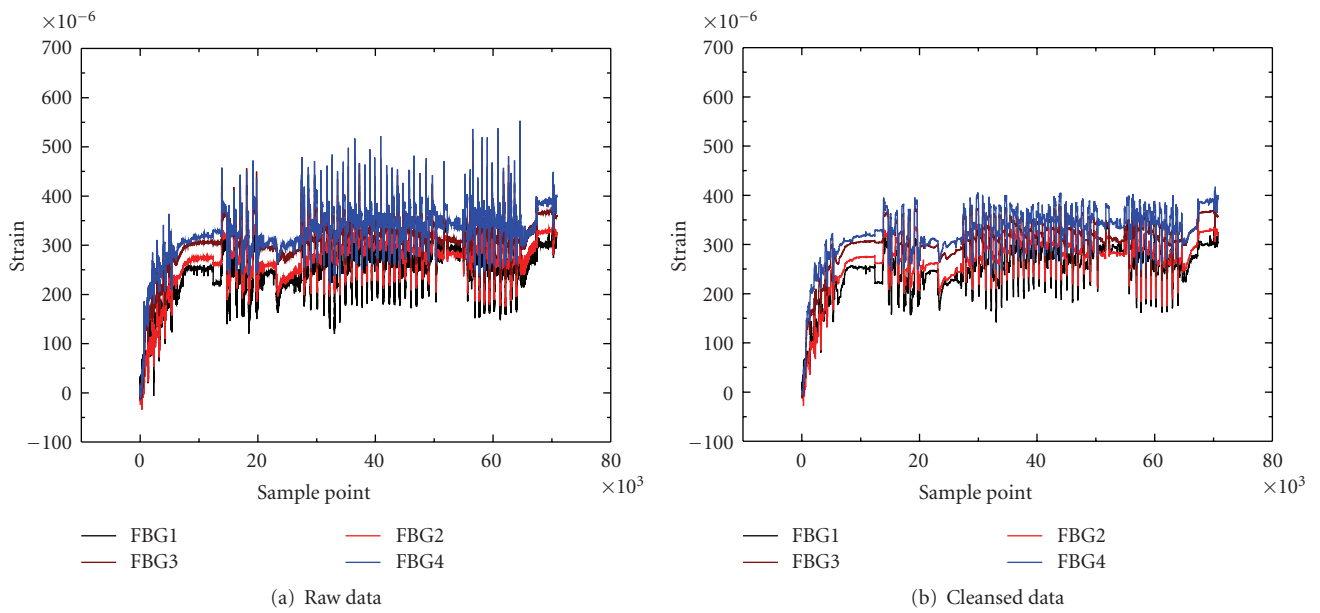 ×10⁻⁶
700
600
500
400
300
200
100
0
−100
Strain
0
20
40
60
80
×10³
Sample point
FBG1
FBG2
FBG3
FBG4
(a) Raw data
×10⁻⁶
700
600
500
400
300
200
100
0
−100
Strain
0
20
40
60
80
×10³
Sample point
FBG1
FBG2
FBG3
FBG4
(b) Cleansed data